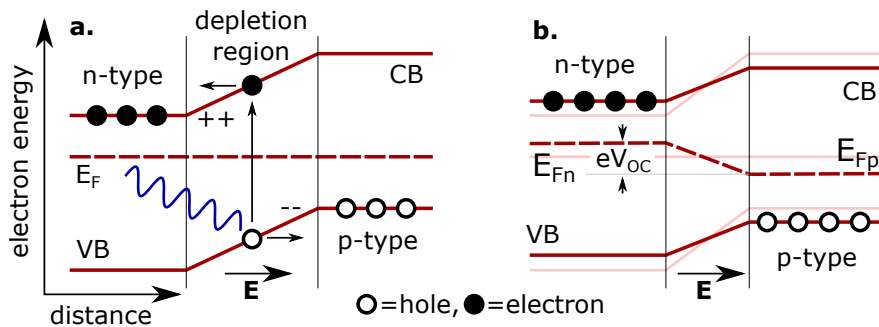 a.
depletion
region
n-type
CB
++
E_F
--
VB
p-type
E
electron energy
distance
b.
n-type
CB
E_Fn
eV_OC
E_Fp
VB
p-type
E
=hole, =electron